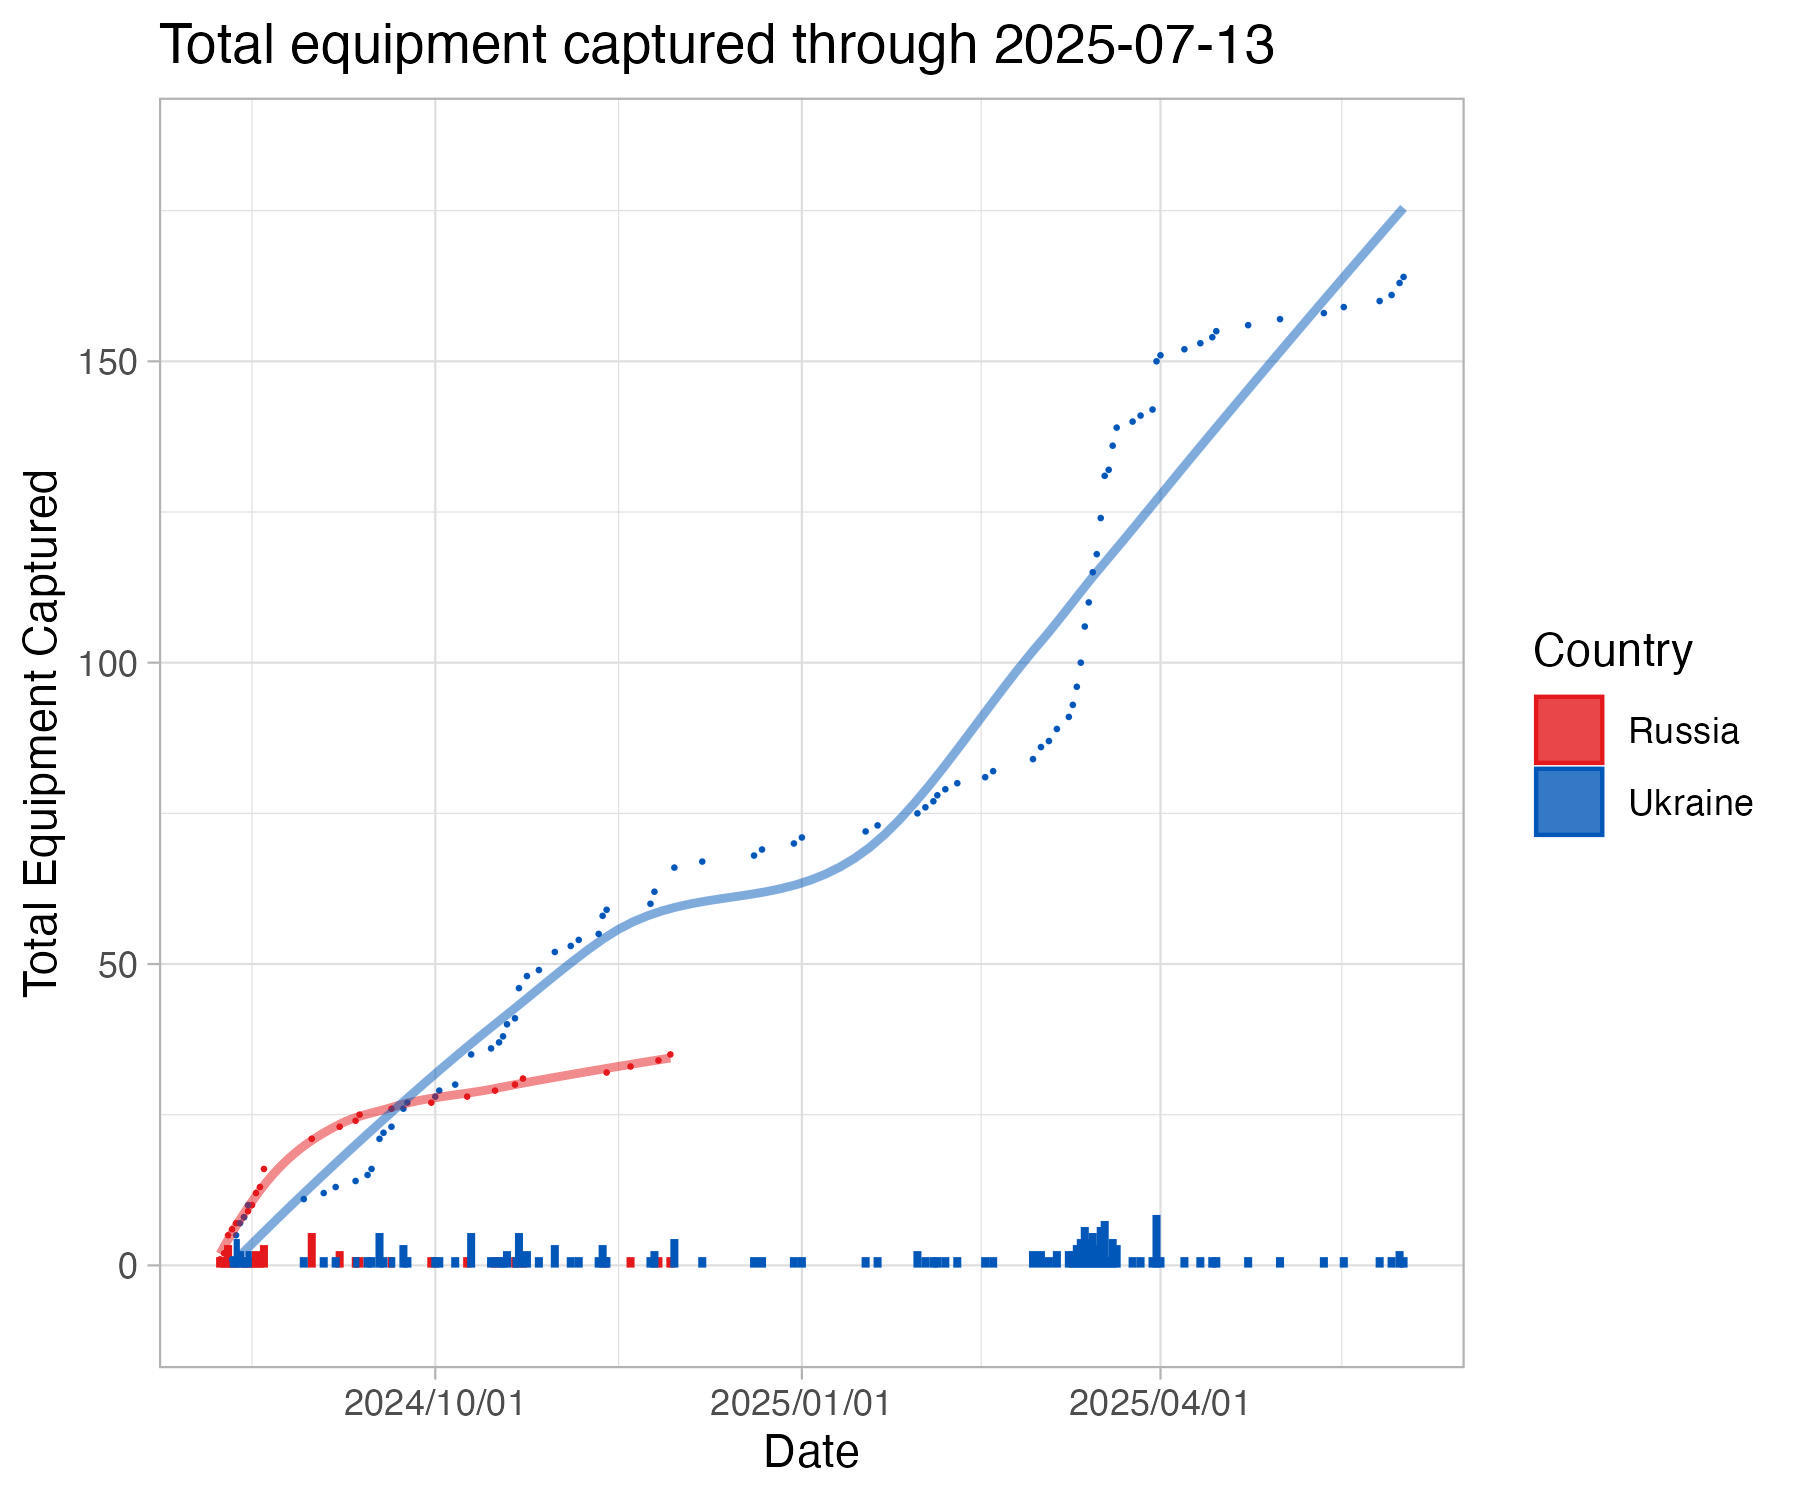 Total equipment captured through 2025-07-13
Total Equipment Captured
150
100
50
0
2024/10/01
2025/01/01
2025/04/01
Date
Country
Russia
Ukraine